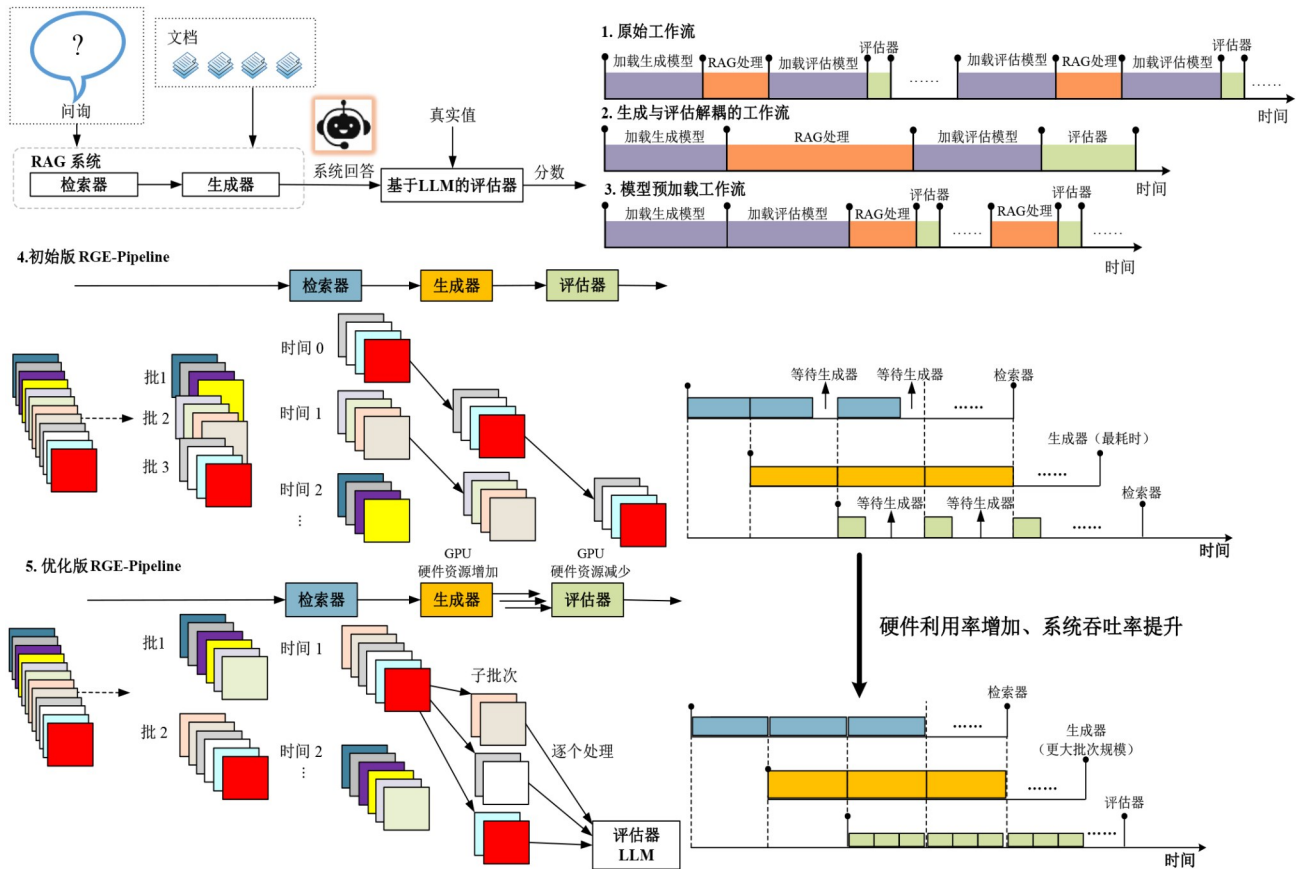 ?
问询
文档
RAG 系统
检索器
生成器
系统回答
真实值
基于LLM的评估器
分数
1. 原始工作流
加载生成模型
RAG处理
加载评估模型
评估器
......
加载评估模型
RAG处理
加载评估模型
评估器
......
时间
2. 生成与评估解耦的工作流
加载生成模型
RAG处理
加载评估模型
评估器
时间
3. 模型预加载工作流
加载生成模型
加载评估模型
RAG处理
评估器
......
RAG处理
评估器
......
时间
4.初始版 RGE-Pipeline
检索器
生成器
评估器
批1
批 2
批 3
时间 0
时间 1
时间 2
...
等待生成器
等待生成器
检索器
......
生成器（最耗时）
......
等待生成器
等待生成器
检索器
......
时间
5. 优化版 RGE-Pipeline
GPU
硬件资源增加
GPU
硬件资源减少
检索器
生成器
评估器
批1
批 2
时间 1
时间 2
...
子批次
逐个处理
评估器
LLM
硬件利用率增加、系统吞吐率提升
检索器
......
生成器
（更大批次规模）
......
评估器
......
时间